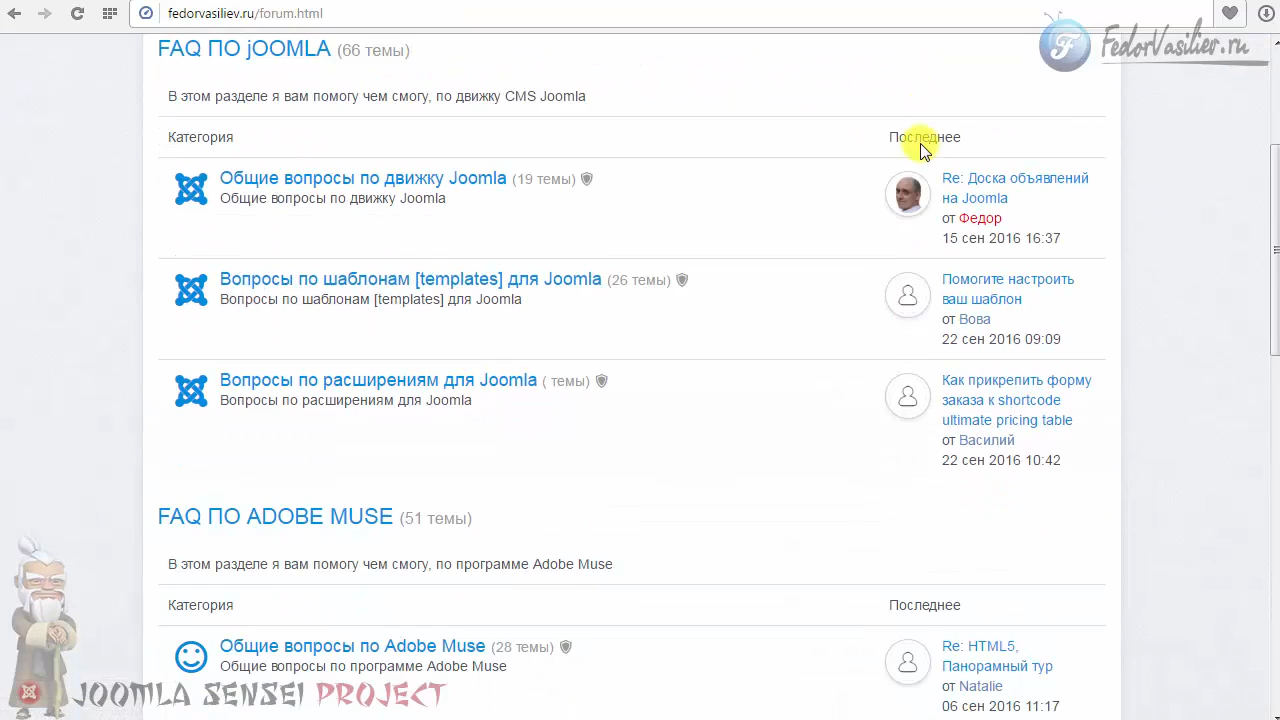 fedorvasiliev.ru/forum.html
FedorVasiliev.ru
FAQ ПО jOOMLA (66 темы)
В этом разделе я вам помогу чем смогу, по движку CMS Joomla
Категория Последнее
Общие вопросы по движку Joomla (19 темы)
Общие вопросы по движку Joomla
Re: Доска объявлений
на Joomla
от Федор
15 сен 2016 16:37
Вопросы по шаблонам [templates] для Joomla (26 темы)
Вопросы по шаблонам [templates] для Joomla
Помогите настроить
ваш шаблон
от Вова
22 сен 2016 09:09
Вопросы по расширениям для Joomla ( темы)
Вопросы по расширениям для Joomla
Как прикрепить форму
заказа к shortcode
ultimate pricing table
от Василий
22 сен 2016 10:42
FAQ ПО ADOBE MUSE (51 темы)
В этом разделе я вам помогу чем смогу, по программе Adobe Muse
Категория Последнее
Общие вопросы по Adobe Muse (28 темы)
Общие вопросы по программе Adobe Muse
Re: HTML5,
Панорамный тур
от Natalie
06 сен 2016 11:17
JOOMLA SENSEI PROJECT